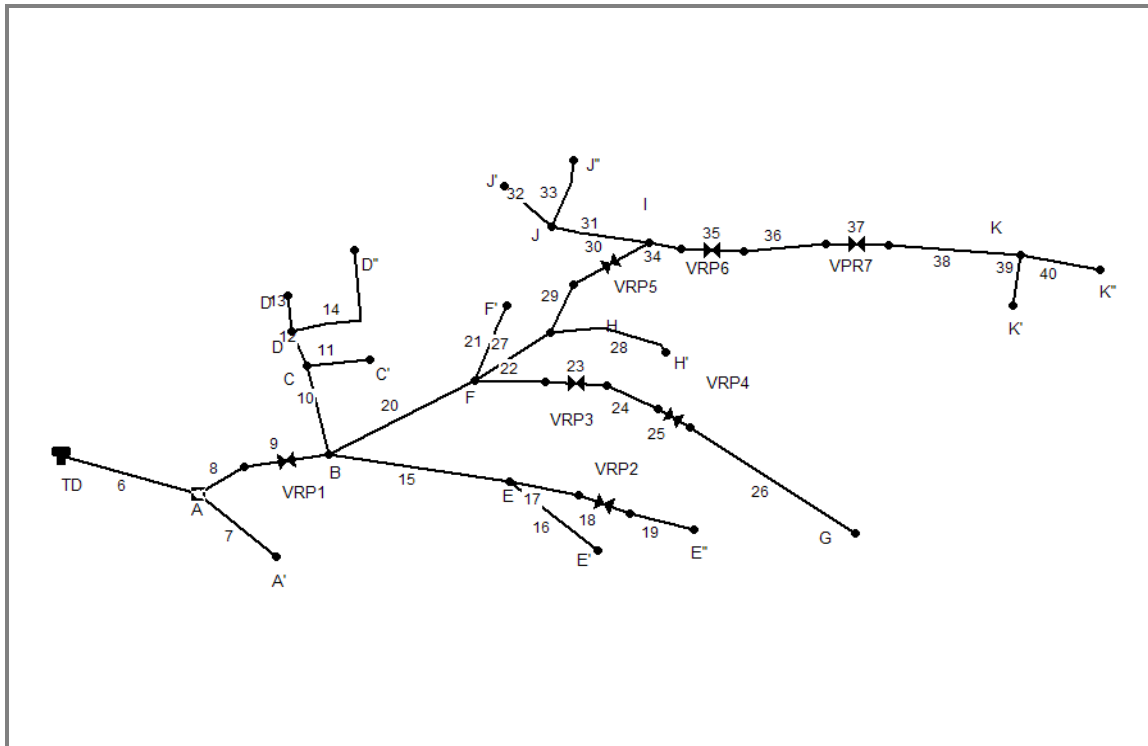 J''
J'
32
33
I
J
31
30
34
35
VRP6
36
37
VPR7
K
38
39
40
K''
K'
D''
D'
13
14
12
D
11
C
C'
10
29
VRP5
F'
21
27
H
28
H'
22
F
23
VRP4
20
VRP3
24
25
9
8
VRP1
B
15
VRP2
TD
6
A
7
A'
E
17
16
18
19
E'
E''
26
G